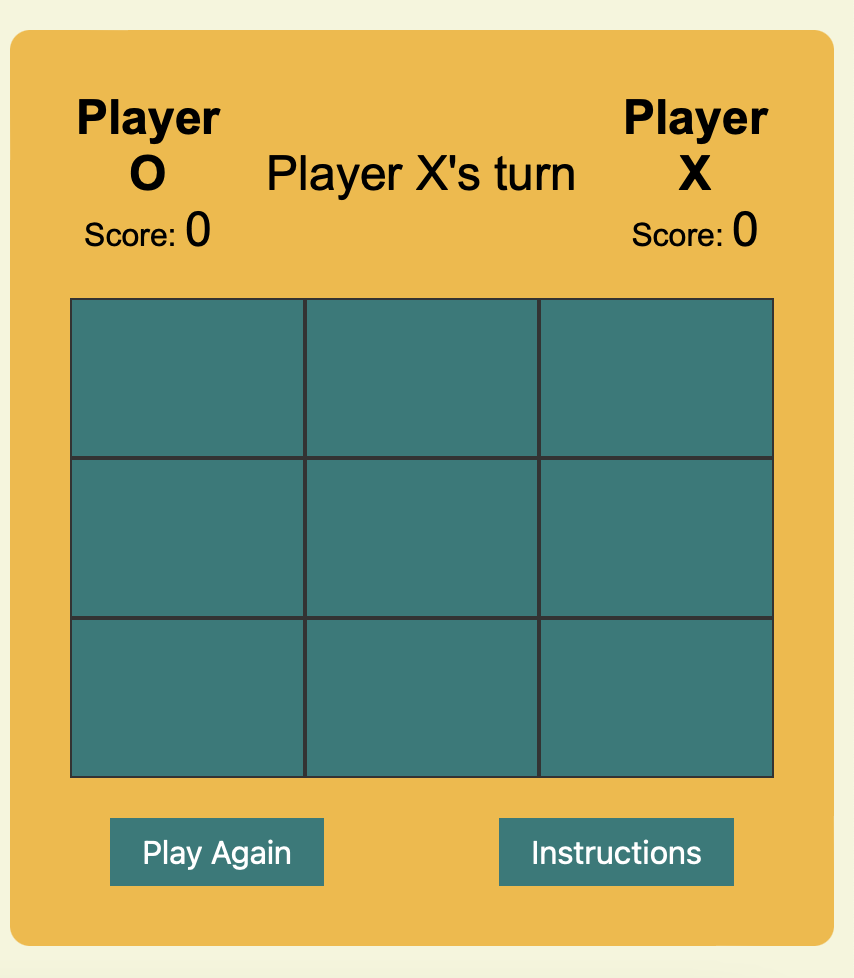 Player
O
Score: 0
Player X's turn
Player
X
Score: 0
Play Again
Instructions